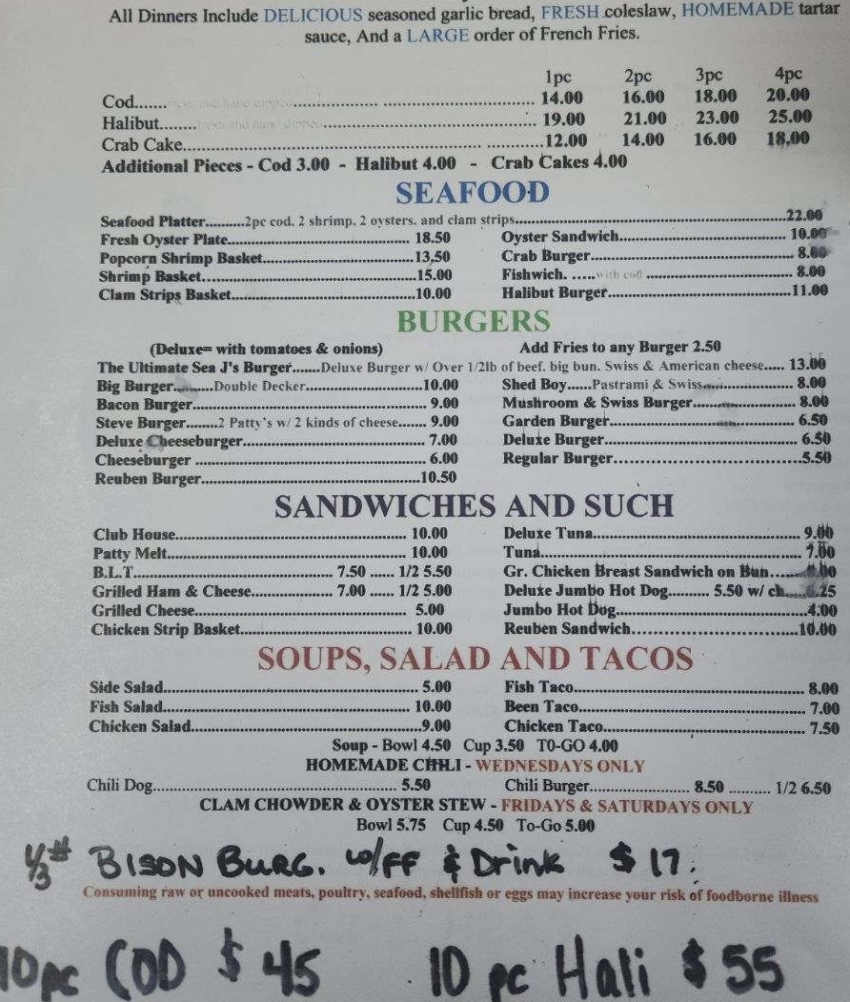 All Dinners Include DELICIOUS seasoned garlic bread, FRESH coleslaw, HOMEMADE tartar
sauce, And a LARGE order of French Fries.
1pc 2pc 3pc 4pc
Cod....... ................................ 14.00 16.00 18.00 20.00
Halibut........ ................................ 19.00 21.00 23.00 25.00
Crab Cake................................ 12.00 14.00 16.00 18.00
Additional Pieces - Cod 3.00 - Halibut 4.00 - Crab Cakes 4.00
SEAFOOD
Seafood Platter..........2pc cod. 2 shrimp. 2 oysters. and clam strips................................22.00
Fresh Oyster Plate................................ 18.50 Oyster Sandwich................................ 10.00
Popcorn Shrimp Basket................................13,50 Crab Burger................................ 8.00
Shrimp Basket................................15.00 Fishwich. .....with cod ................................ 8.00
Clam Strips Basket................................10.00 Halibut Burger................................11.00
BURGERS
(Deluxe= with tomatoes & onions) Add Fries to any Burger 2.50
The Ultimate Sea J's Burger.......Deluxe Burger w/ Over 1/2lb of beef. big bun. Swiss & American cheese..... 13.00
Big Burger..........Double Decker................................10.00 Shed Boy......Pastrami & Swiss................................ 8.00
Bacon Burger................................ 9.00 Mushroom & Swiss Burger................................ 8.00
Steve Burger........2 Patty's w/ 2 kinds of cheese....... 9.00 Garden Burger................................ 6.50
Deluxe Cheeseburger................................ 7.00 Deluxe Burger................................ 6.50
Cheeseburger ................................ 6.00 Regular Burger................................5.50
Reuben Burger................................10.50
SANDWICHES AND SUCH
Club House................................ 10.00 Deluxe Tuna................................ 9.00
Patty Melt................................ 10.00 Tuna................................ 7.00
B.L.T................................ 7.50 ...... 1/2 5.50 Gr. Chicken Breast Sandwich on Bun......
Grilled Ham & Cheese.................... 7.00 ...... 1/2 5.00 Deluxe Jumbo Hot Dog.......... 5.50 w/ ch.....6.25
Grilled Cheese................................ 5.00 Jumbo Hot Dog................................4.00
Chicken Strip Basket................................ 10.00 Reuben Sandwich................................10.00
SOUPS, SALAD AND TACOS
Side Salad................................ 5.00 Fish Taco................................ 8.00
Fish Salad................................ 10.00 Been Taco................................ 7.00
Chicken Salad................................9.00 Chicken Taco................................ 7.50
Soup - Bowl 4.50 Cup 3.50 T0-GO 4.00
HOMEMADE CHILI - WEDNESDAYS ONLY
Chili Dog................................ 5.50 Chili Burger........................ 8.50 .......... 1/2 6.50
CLAM CHOWDER & OYSTER STEW - FRIDAYS & SATURDAYS ONLY
Bowl 5.75 Cup 4.50 To-Go 5.00
1/3# BISON BURG. w/FF & Drink $17.
Consuming raw or uncooked meats, poultry, seafood, shellfish or eggs may increase your risk of foodborne illness
10pc COD $45 10 pc Hali $55